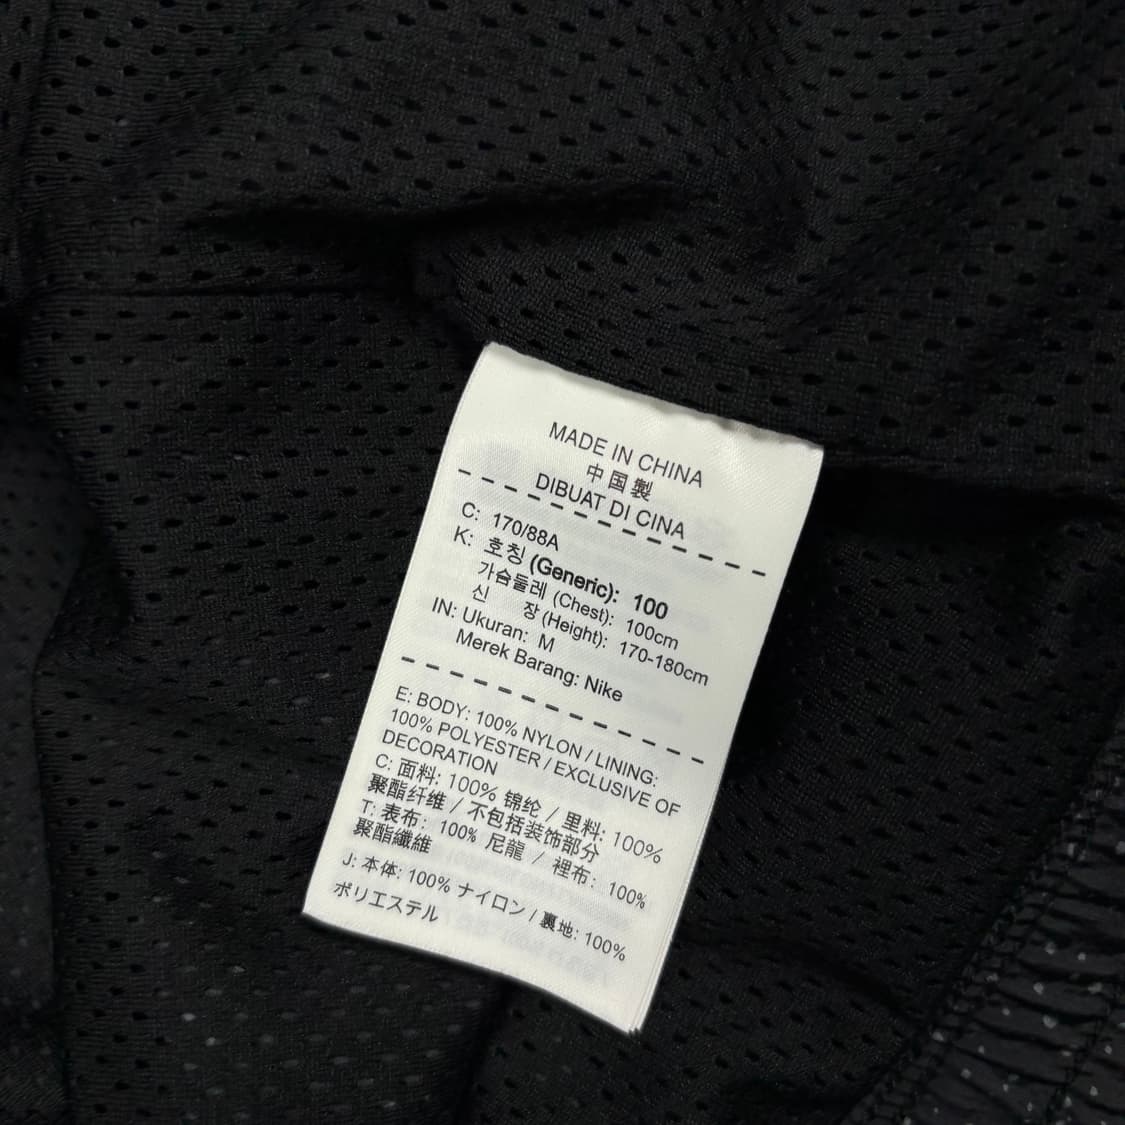 MADE IN CHINA
中国製
DIBUAT DI CINA
C: 170/88A
K: 호칭 (Generic): 100
가슴둘레 (Chest): 100cm
신 장 (Height): 170-180cm
IN: Ukuran: M
Merek Barang: Nike
E: BODY: 100% NYLON / LINING:
100% POLYESTER / EXCLUSIVE OF
DECORATION
C: 面料: 100% 锦纶 / 里料: 100%
聚酯纤维 / 不包括装饰部分
T: 表布: 100% 尼龍 / 裡布: 100%
聚酯纖維
J: 本体: 100% ナイロン / 裏地: 100%
ポリエステル